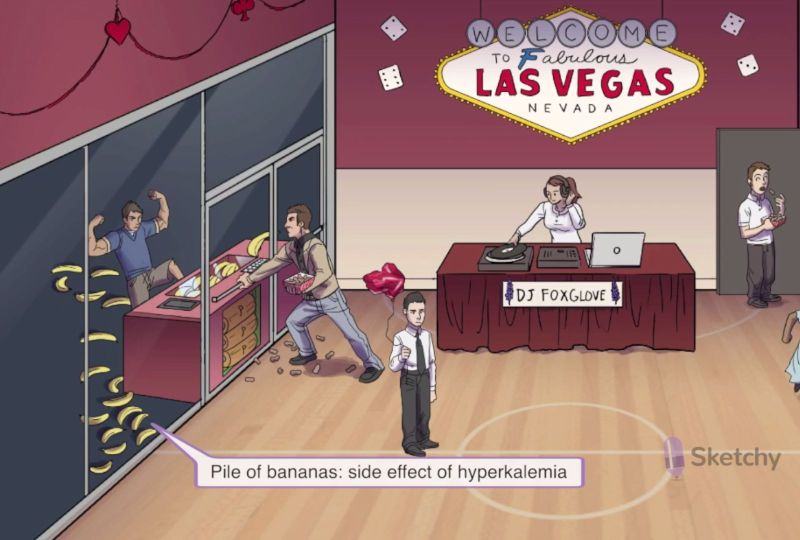 WELCOME
TO Fabulous
LAS VEGAS
NEVADA
DJ FOXGLOVE
Pile of bananas: side effect of hyperkalemia
Sketchy